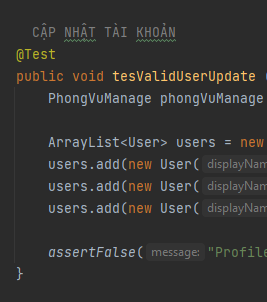 CẬP NHẬT TÀI KHOẢN
@Test
public void tesValidUserUpdate (
PhongVuManage phongVuManage
ArrayList<User> users = new
users.add(new User( displayNam
users.add(new User( displayNam
users.add(new User( displayNam
assertFalse( message: "Profile
}